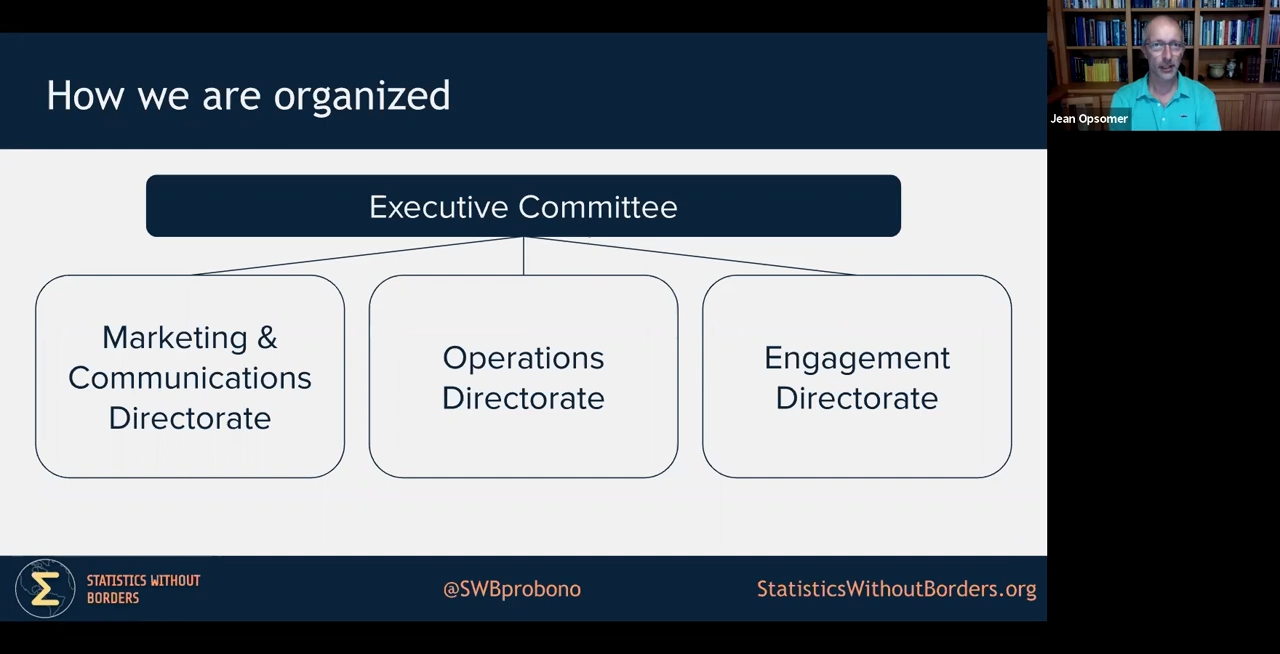 How we are organized
Jean Opsomer
Executive Committee
Marketing &
Communications
Directorate
Operations
Directorate
Engagement
Directorate
Σ
STATISTICS WITHOUT
BORDERS
@SWBprobono
StatisticsWithoutBorders.org